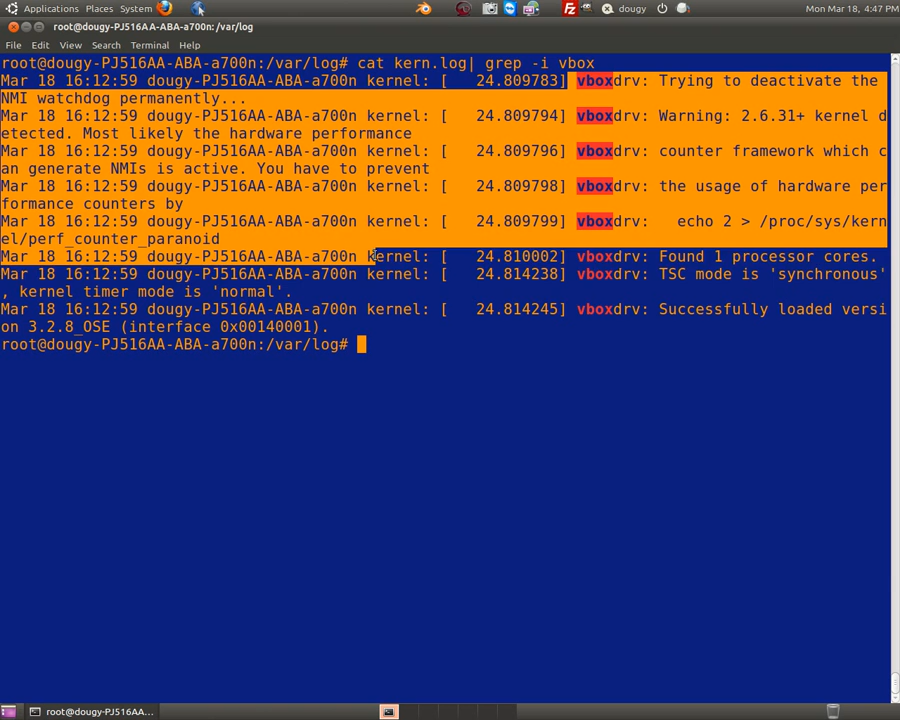 Applications Places System dougy Mon Mar 18, 4:47 PM
root@dougy-PJ516AA-ABA-a700n: /var/log
File Edit View Search Terminal Help
root@dougy-PJ516AA-ABA-a700n:/var/log# cat kern.log| grep -i vbox
Mar 18 16:12:59 dougy-PJ516AA-ABA-a700n kernel: [   24.809783] vboxdrv: Trying to deactivate the
NMI watchdog permanently...
Mar 18 16:12:59 dougy-PJ516AA-ABA-a700n kernel: [   24.809794] vboxdrv: Warning: 2.6.31+ kernel d
etected. Most likely the hardware performance
Mar 18 16:12:59 dougy-PJ516AA-ABA-a700n kernel: [   24.809796] vboxdrv: counter framework which c
an generate NMIs is active. You have to prevent
Mar 18 16:12:59 dougy-PJ516AA-ABA-a700n kernel: [   24.809798] vboxdrv: the usage of hardware per
formance counters by
Mar 18 16:12:59 dougy-PJ516AA-ABA-a700n kernel: [   24.809799] vboxdrv:   echo 2 > /proc/sys/kern
el/perf_counter_paranoid
Mar 18 16:12:59 dougy-PJ516AA-ABA-a700n kernel: [   24.810002] vboxdrv: Found 1 processor cores.
Mar 18 16:12:59 dougy-PJ516AA-ABA-a700n kernel: [   24.814238] vboxdrv: TSC mode is 'synchronous'
, kernel timer mode is 'normal'.
Mar 18 16:12:59 dougy-PJ516AA-ABA-a700n kernel: [   24.814245] vboxdrv: Successfully loaded versi
on 3.2.8_OSE (interface 0x00140001).
root@dougy-PJ516AA-ABA-a700n:/var/log#
root@dougy-PJ516AA...